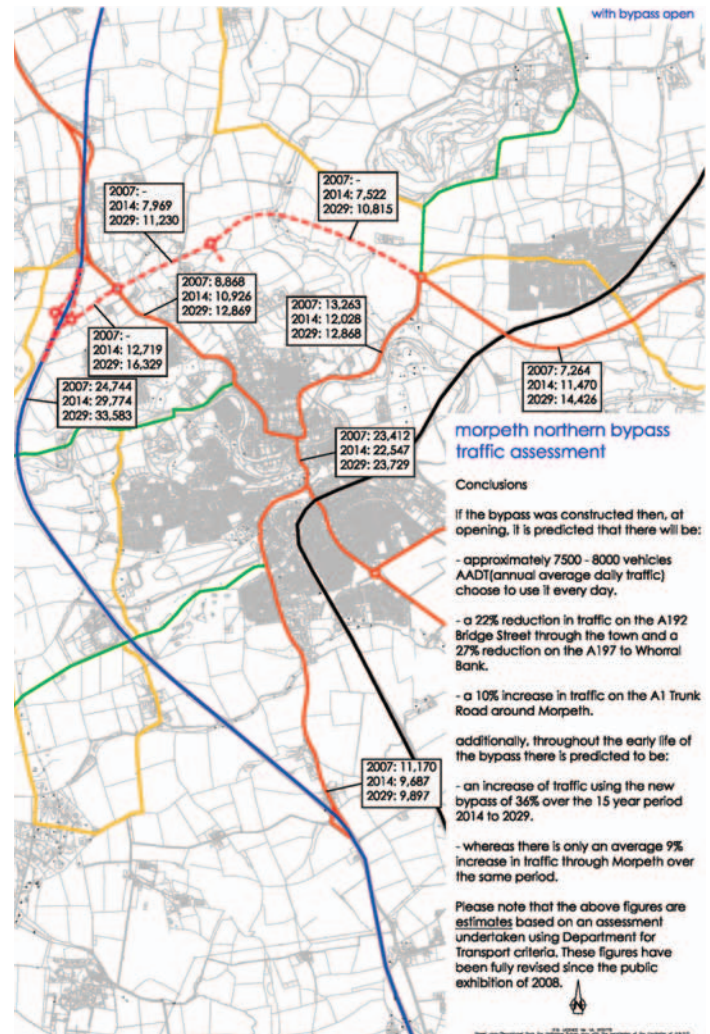 with bypass open
2007: -
2014: 7,969
2029: 11,230
2007: -
2014: 7,522
2029: 10,815
2007: 8,868
2014: 10,926
2029: 12,869
2007: 13,263
2014: 12,028
2029: 12,868
2007: -
2014: 12,719
2029: 16,329
2007: 7,264
2014: 11,470
2029: 14,426
2007: 24,744
2014: 29,774
2029: 33,583
2007: 23,412
2014: 22,547
2029: 23,729
2007: 11,170
2014: 9,687
2029: 9,897
morpeth northern bypass
traffic assessment
Conclusions
If the bypass was constructed then, at
opening, it is predicted that there will be:
- approximately 7500 - 8000 vehicles
AADT(annual average daily traffic)
choose to use it every day.
- a 22% reduction in traffic on the A192
Bridge Street through the town and a
27% reduction on the A197 to Whorral
Bank.
- a 10% increase in traffic on the A1 Trunk
Road around Morpeth.
additionally, throughout the early life of
the bypass there is predicted to be:
- an increase of traffic using the new
bypass of 36% over the 15 year period
2014 to 2029.
- whereas there is only an average 9%
increase in traffic through Morpeth over
the same period.
Please note that the above figures are
estimates based on an assessment
undertaken using Department for
Transport criteria. These figures have
been fully revised since the public
exhibition of 2008.